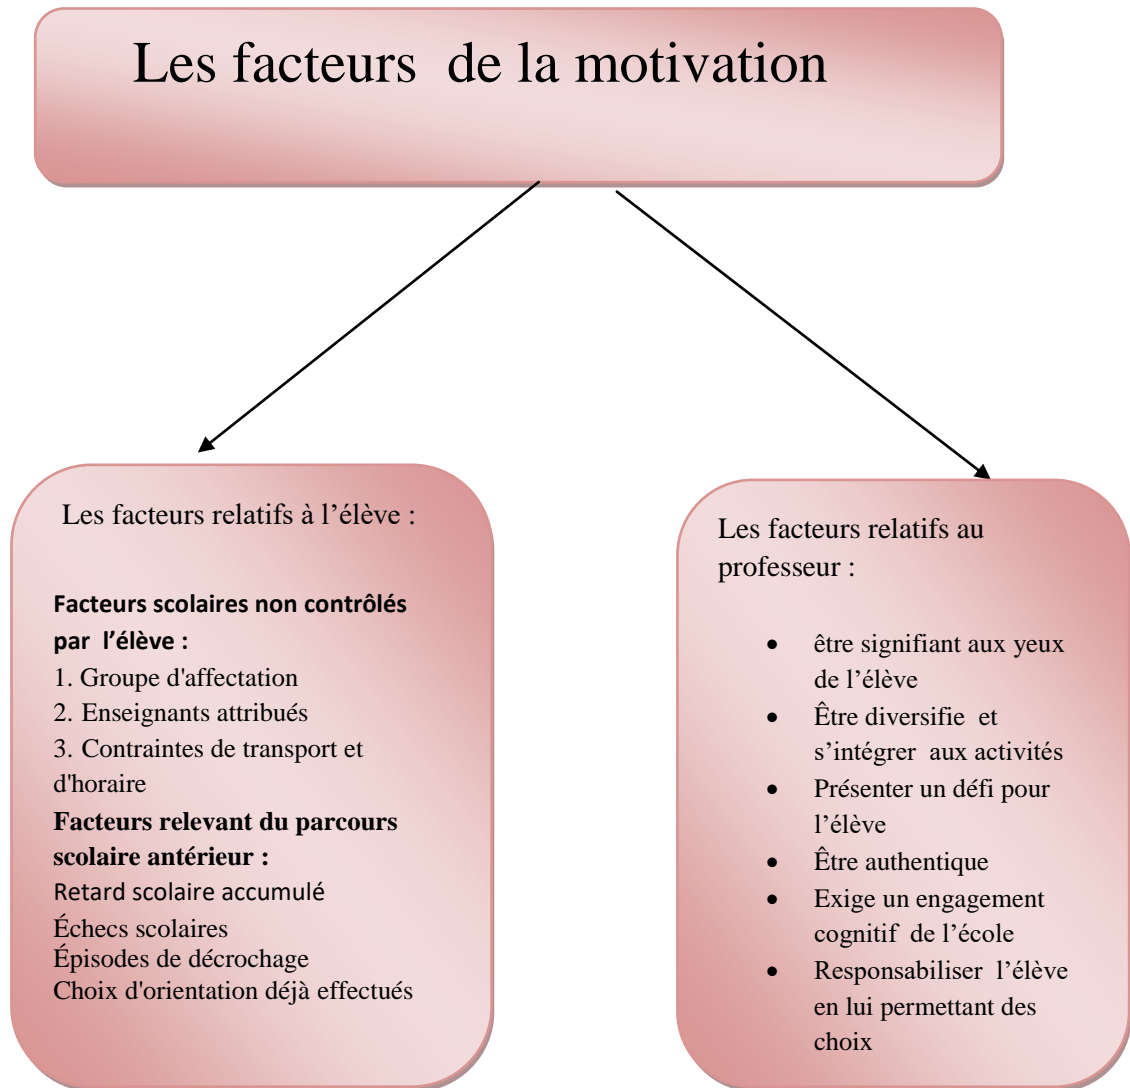 Les facteurs de la motivation
Les facteurs relatifs à l’élève :
Facteurs scolaires non contrôlés
par l’élève :
1. Groupe d'affectation
2. Enseignants attribués
3. Contraintes de transport et
d'horaire
Facteurs relevant du parcours
scolaire antérieur :
Retard scolaire accumulé
Échecs scolaires
Épisodes de décrochage
Choix d'orientation déjà effectués
Les facteurs relatifs au
professeur :
• être signifiant aux yeux
de l’élève
• Être diversifie et
s’intégrer aux activités
• Présenter un défi pour
l’élève
• Être authentique
• Exige un engagement
cognitif de l’école
• Responsabiliser l’élève
en lui permettant des
choix